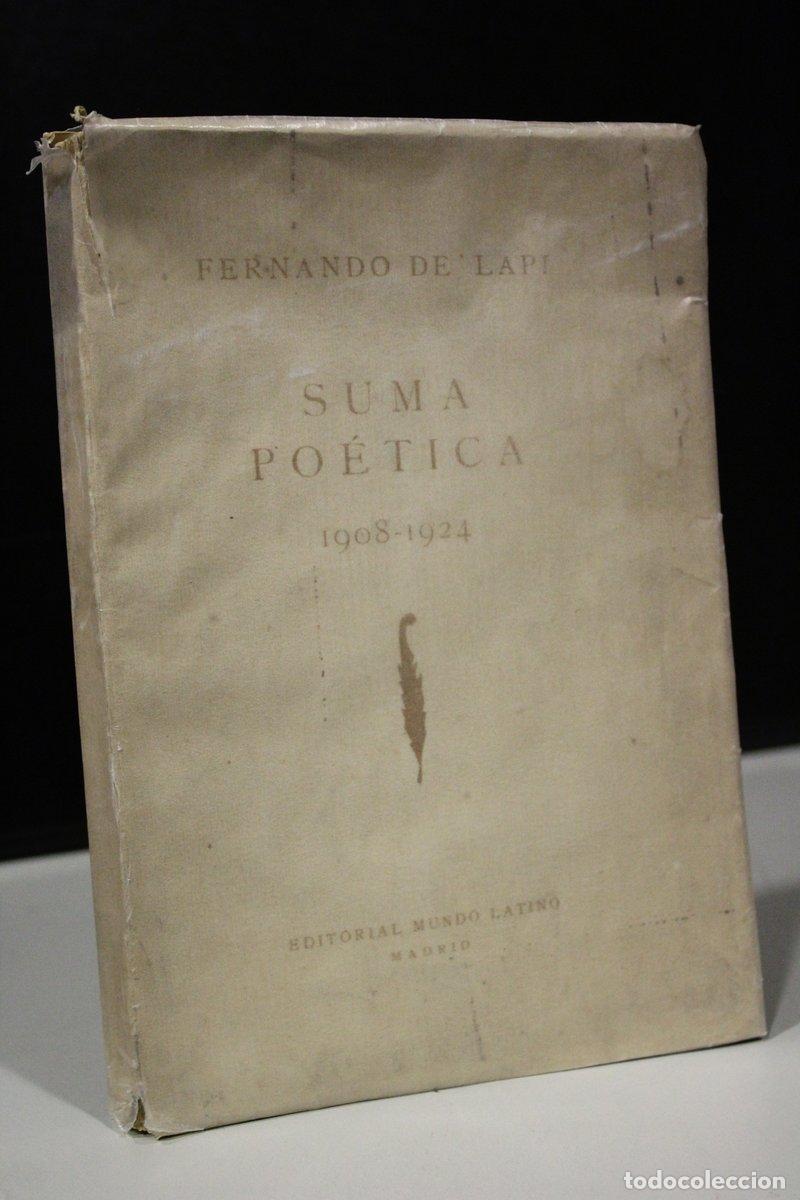 FERNANDO DE LAPI
SUMA
POÉTICA
1908-1924
EDITORIAL MUNDO LATINO
MADRID
todocoleccion